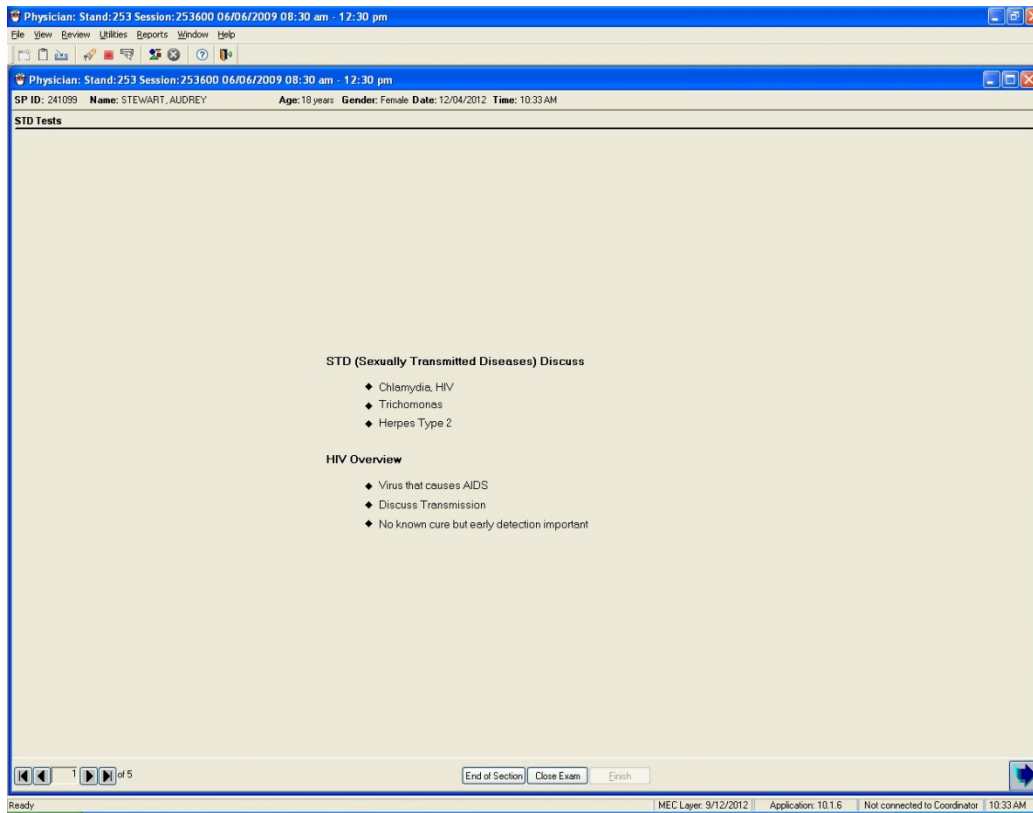 Physician: Stand:253 Session:253600 06/06/2009 08:30 am - 12:30 pm
File View Review Utilities Reports Window Help
Physician: Stand:253 Session:253600 06/06/2009 08:30 am - 12:30 pm
SP ID: 241099 Name: STEWART, AUDREY Age: 18 years Gender: Female Date: 12/04/2012 Time: 10:33 AM
STD Tests
STD (Sexually Transmitted Diseases) Discuss
Chlamydia, HIV
Trichomonas
Herpes Type 2
HIV Overview
Virus that causes AIDS
Discuss Transmission
No known cure but early detection important
1 of 5 End of Section Close Exam Finish
Ready MEC Layer: 9/12/2012 Application: 10.1.6 Not connected to Coordinator 10:33 AM